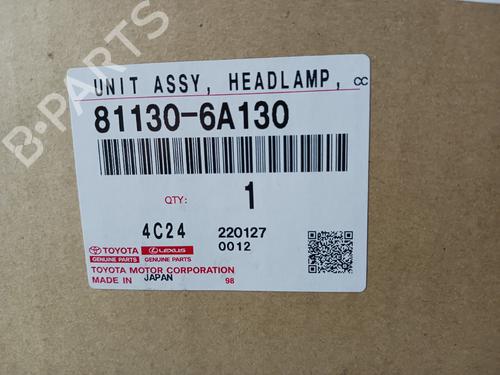 B-PARTS
UNIT ASSY, HEADLAMP,
81130-6A130
QTY: 1
4C24 220127
0012
TOYOTA LEXUS
GENUINE PARTS GENUINE PARTS
TOYOTA MOTOR CORPORATION
MADE IN JAPAN 98